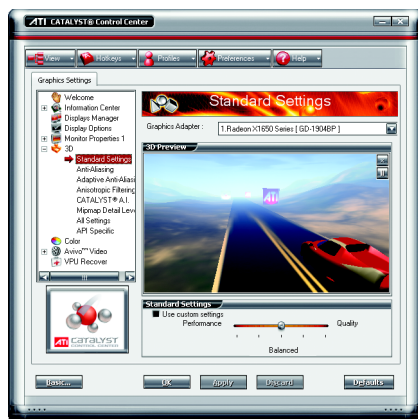 ATI CATALYST® Control Center
View Hotkeys Profiles Preferences Help
Graphics Settings
Welcome
Information Center
Displays Manager
Display Options
Monitor Properties 1
3D
Standard Settings
Anti-Aliasing
Adaptive Anti-Aliasi
Anisotropic Filtering
CATALYST® A.I.
Mipmap Detail Leve
All Settings
API Specific
Color
Avivo™ Video
VPU Recover
ATI CATALYST
CONTROL CENTER
Standard Settings
Graphics Adapter :
1.Radeon X1650 Series [ GD-1904BP ]
3D Preview
ATI
Standard Settings
Use custom settings
Performance
Quality
Balanced
Basic...
OK
Apply
Discard
Defaults